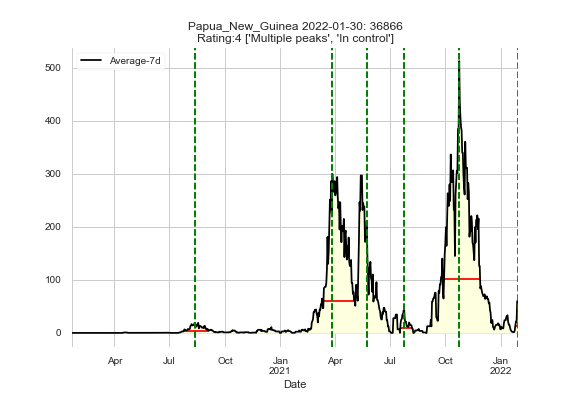 Papua_New_Guinea 2022-01-30: 36866
Rating:4 ['Multiple peaks', 'In control']
Average-7d
500
400
300
200
100
0
Apr Jul Oct Jan Apr Jul Oct Jan
2021 2022
Date